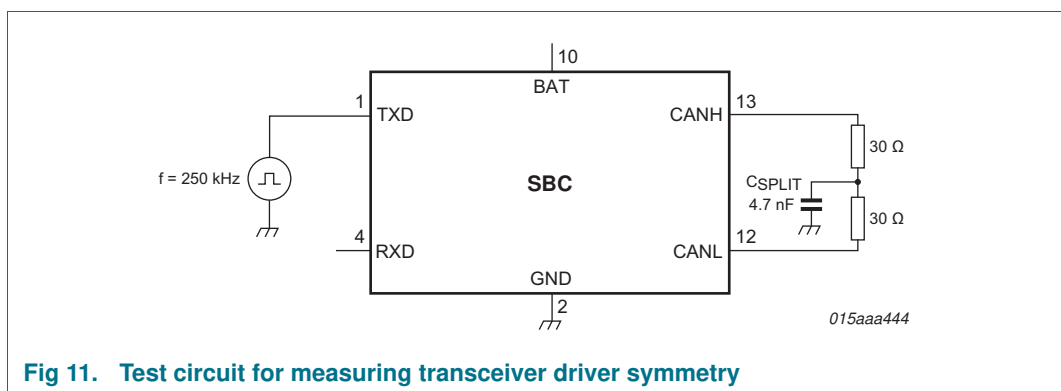 10
BAT
1
TXD
CANH
13
30 Ω
f = 250 kHz
SBC
CSPLIT
4.7 nF
30 Ω
4
RXD
CANL
12
GND
2
015aaa444
Fig 11. Test circuit for measuring transceiver driver symmetry